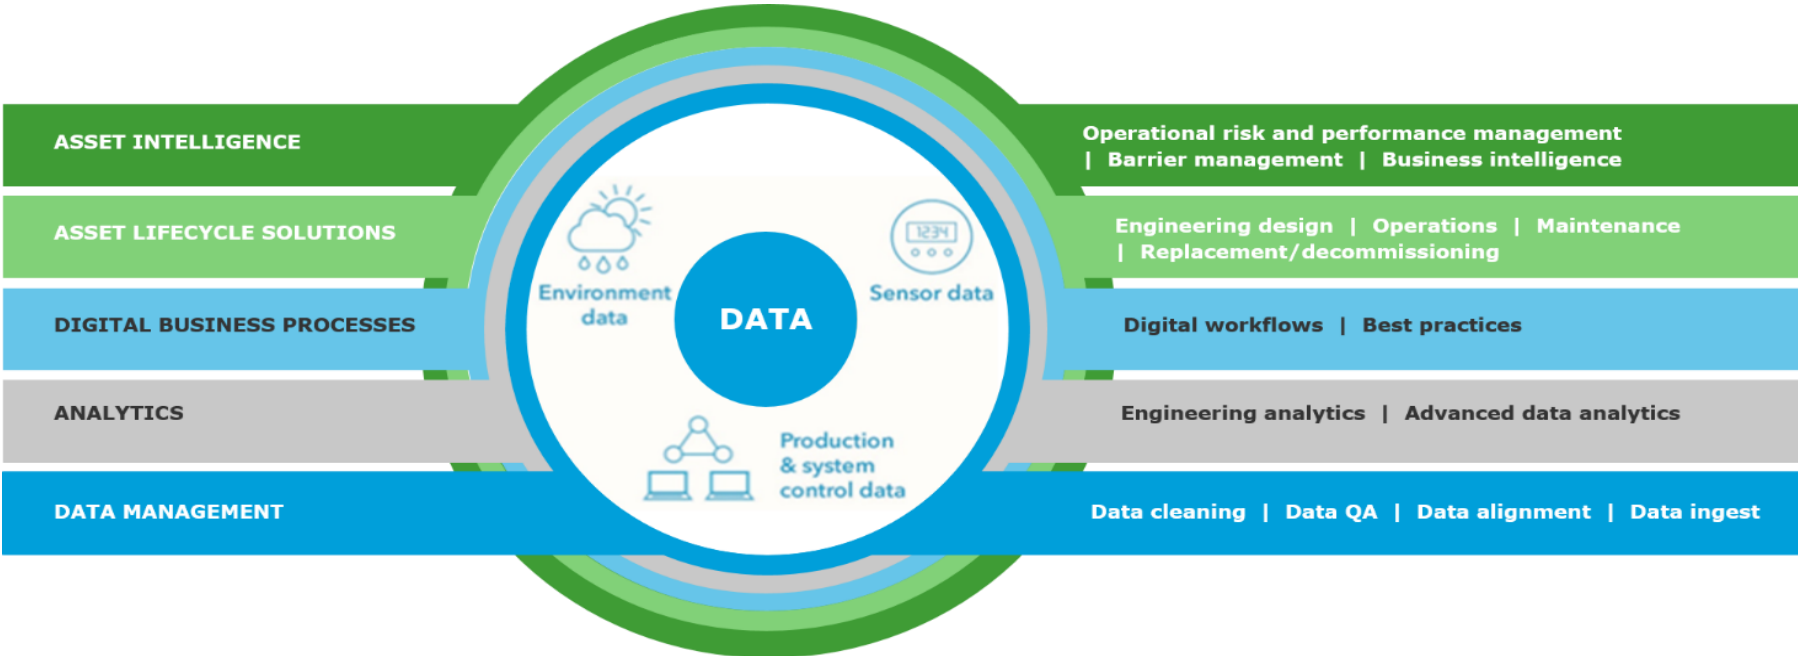 ASSET INTELLIGENCE
Operational risk and performance management
| Barrier management | Business intelligence
ASSET LIFECYCLE SOLUTIONS
Engineering design | Operations | Maintenance
| Replacement/decommissioning
DIGITAL BUSINESS PROCESSES
Digital workflows | Best practices
ANALYTICS
Engineering analytics | Advanced data analytics
DATA MANAGEMENT
Data cleaning | Data QA | Data alignment | Data ingest
Environment
data
1234
Sensor data
DATA
Production
& system
control data